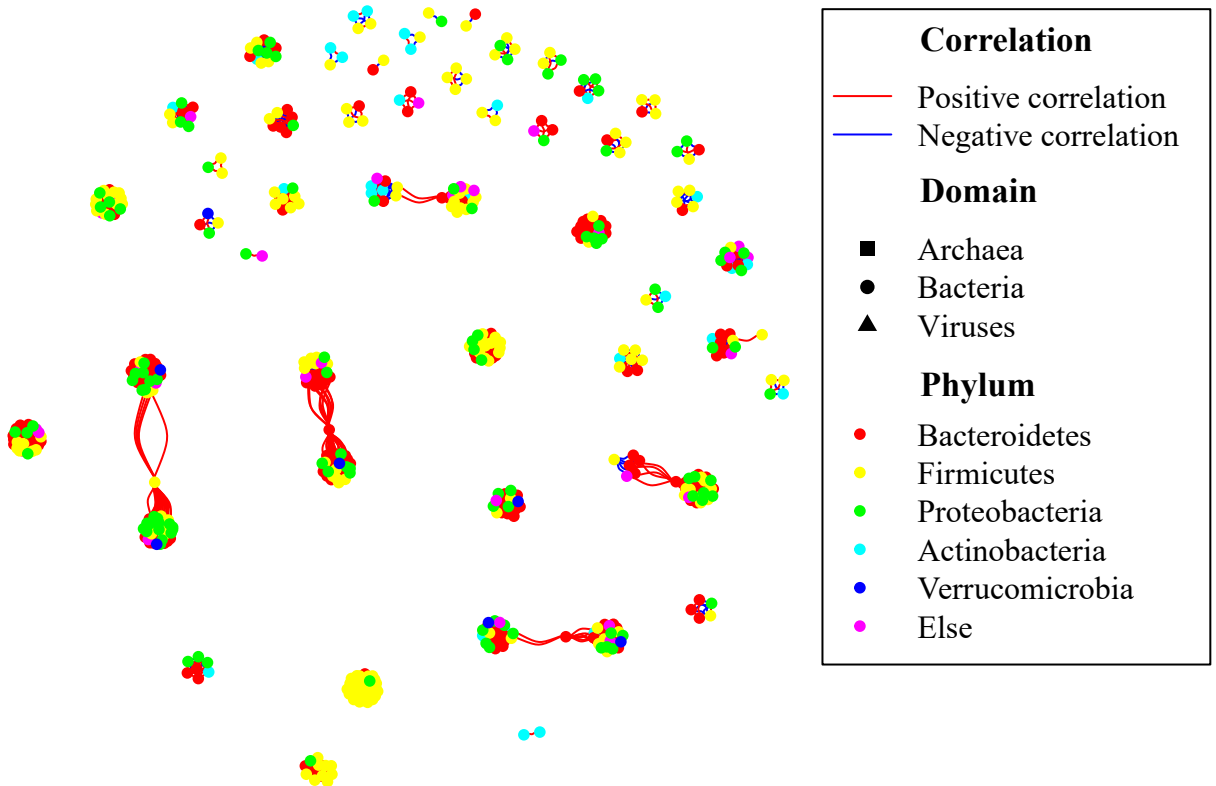 Correlation
Positive correlation
Negative correlation
Domain
Archaea
Bacteria
Viruses
Phylum
Bacteroidetes
Firmicutes
Proteobacteria
Actinobacteria
Verrucomicrobia
Else